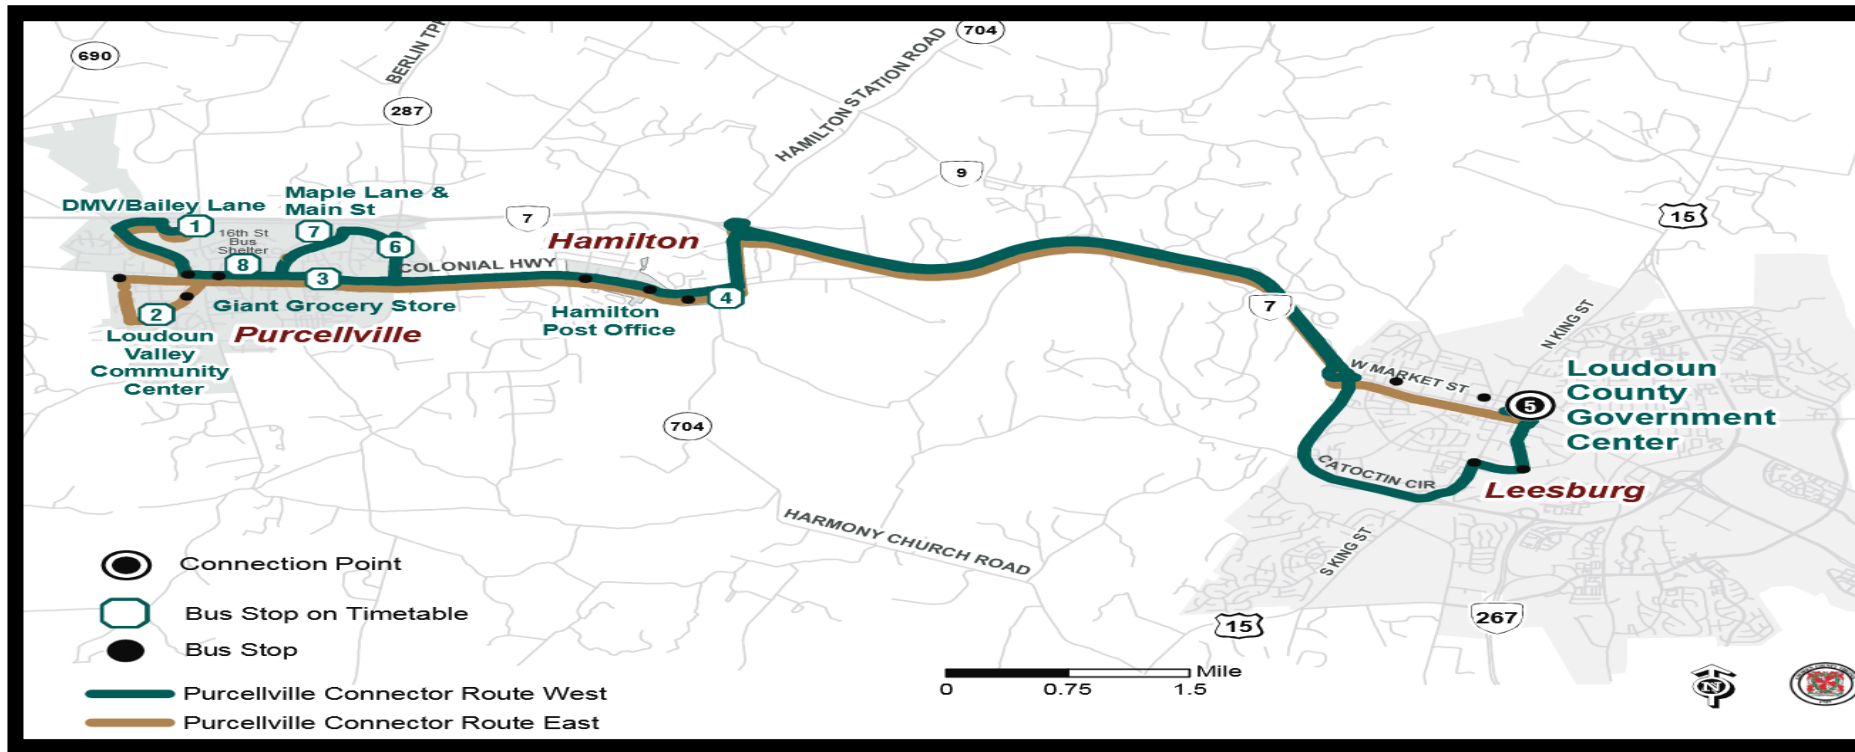 690
BERLIN TPK
704
HAMILTON STATION ROAD
287
9
15
DMV/Bailey Lane
1
Maple Lane &
Main St
7
6
7
16th St
Bus
Shelter
8
Hamilton
COLONIAL HWY
3
Giant Grocery Store
4
2
Hamilton
Post Office
Purcellville
Loudoun
Valley
Community
Center
7
N KING ST
W MARKET ST
5
Loudoun
County
Government
Center
704
CATOCTIN CIR
Leesburg
HARMONY CHURCH ROAD
S KING ST
15
267
Connection Point
Bus Stop on Timetable
Bus Stop
Purcellville Connector Route West
Purcellville Connector Route East
Mile
0 0.75 1.5
N